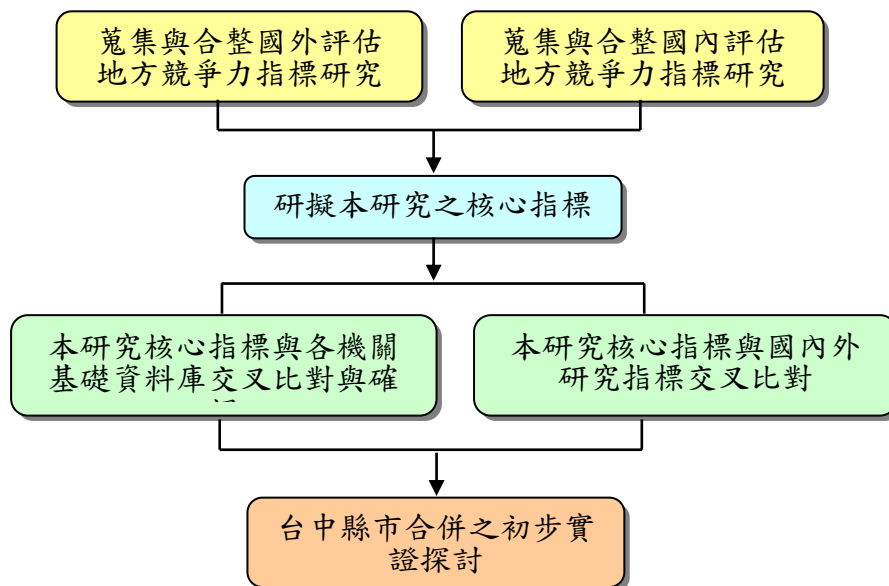 蒐集與合整國外評估
地方競爭力指標研究
蒐集與合整國內評估
地方競爭力指標研究
研擬本研究之核心指標
本研究核心指標與各機關
基礎資料庫交叉比對與確
本研究核心指標與國內外
研究指標交叉比對
台中縣市合併之初步實
證探討